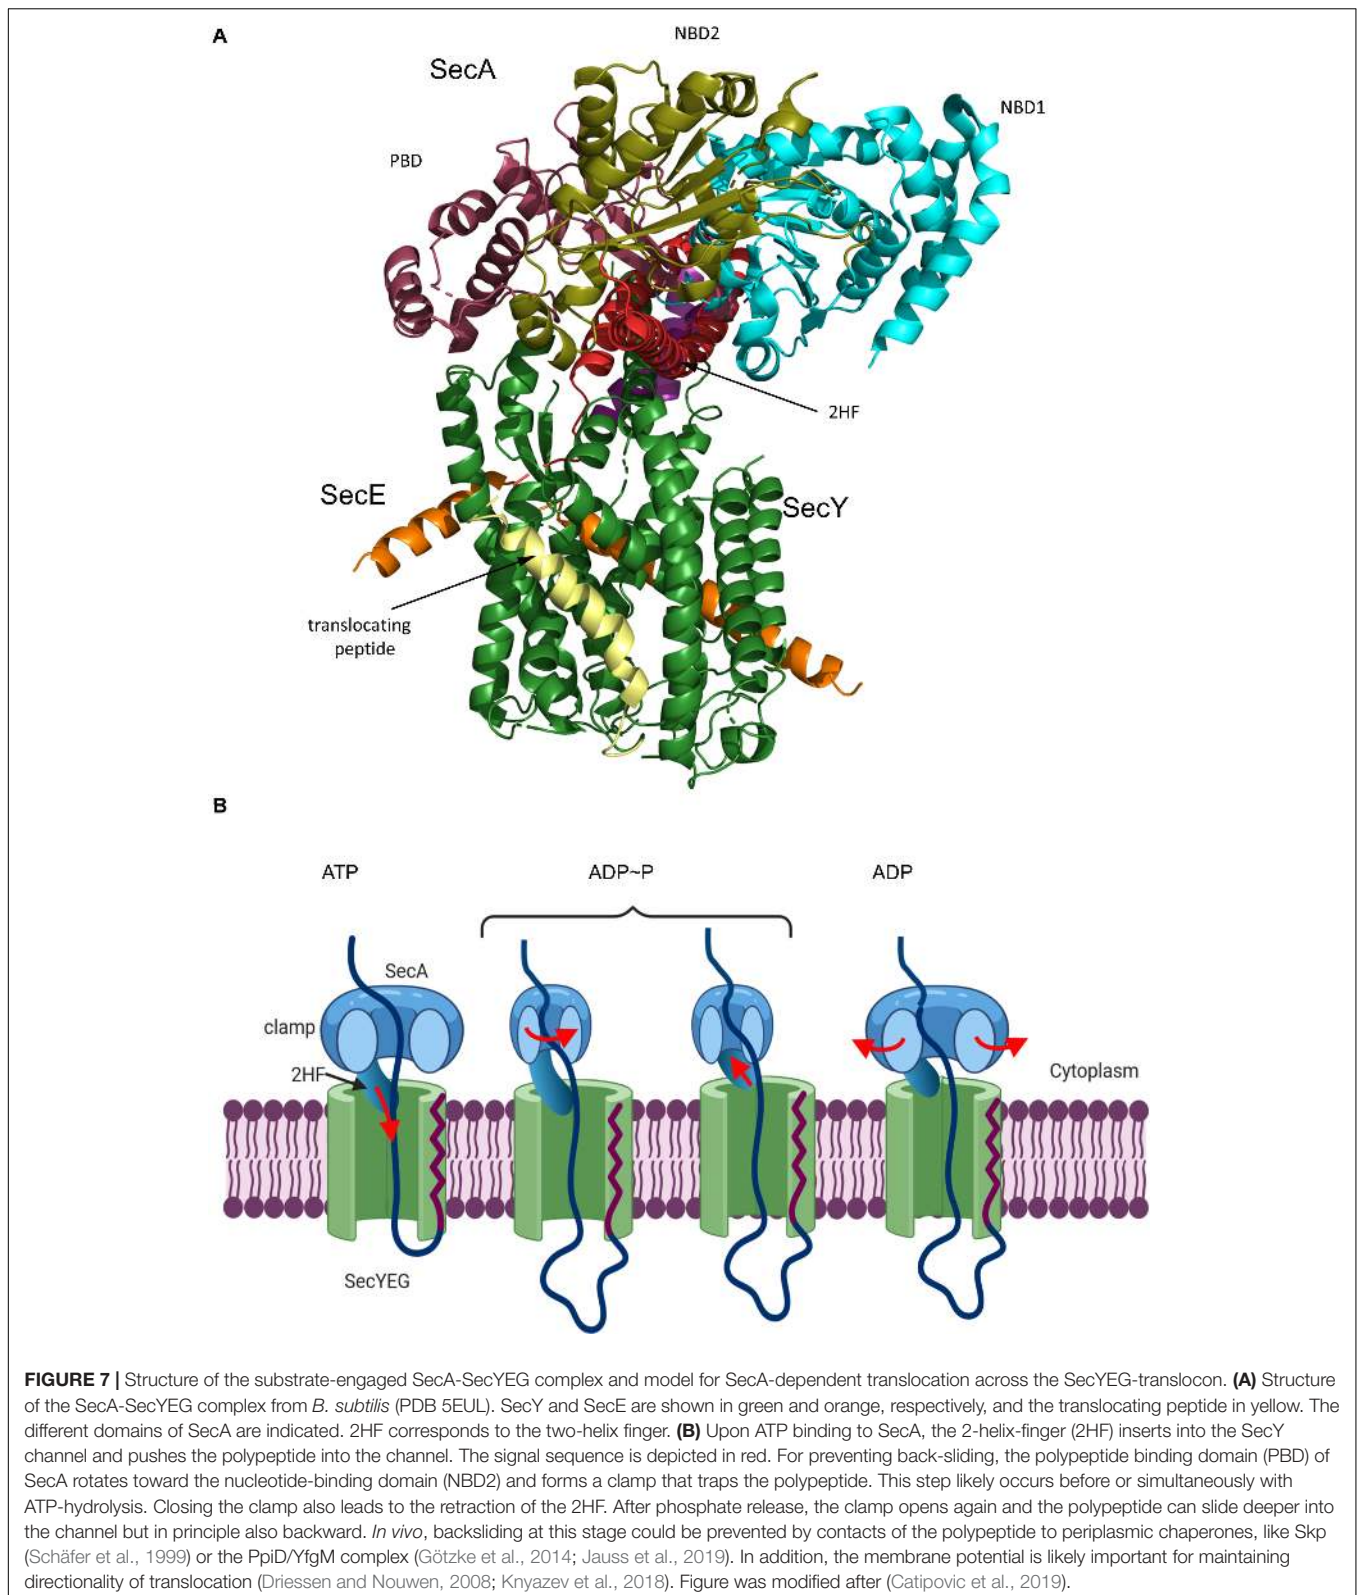 A
NBD2
SecA
NBD1
PBD
2HF
SecE
SecY
translocating
peptide
B
ATP
ADP~P
ADP
SecA
clamp
2HF
Cytoplasm
SecYEG
FIGURE 7 | Structure of the substrate-engaged SecA-SecYEG complex and model for SecA-dependent translocation across the SecYEG-translocon. (A) Structure
of the SecA-SecYEG complex from B. subtilis (PDB 5EUL). SecY and SecE are shown in green and orange, respectively, and the translocating peptide in yellow. The
different domains of SecA are indicated. 2HF corresponds to the two-helix finger. (B) Upon ATP binding to SecA, the 2-helix-finger (2HF) inserts into the SecY
channel and pushes the polypeptide into the channel. The signal sequence is depicted in red. For preventing back-sliding, the polypeptide binding domain (PBD) of
SecA rotates toward the nucleotide-binding domain (NBD2) and forms a clamp that traps the polypeptide. This step likely occurs before or simultaneously with
ATP-hydrolysis. Closing the clamp also leads to the retraction of the 2HF. After phosphate release, the clamp opens again and the polypeptide can slide deeper into
the channel but in principle also backward. In vivo, backsliding at this stage could be prevented by contacts of the polypeptide to periplasmic chaperones, like Skp
(Schäfer et al., 1999) or the PpiD/YfgM complex (Götzke et al., 2014; Jauss et al., 2019). In addition, the membrane potential is likely important for maintaining
directionality of translocation (Driessen and Nouwen, 2008; Knyazev et al., 2018). Figure was modified after (Catipovic et al., 2019).